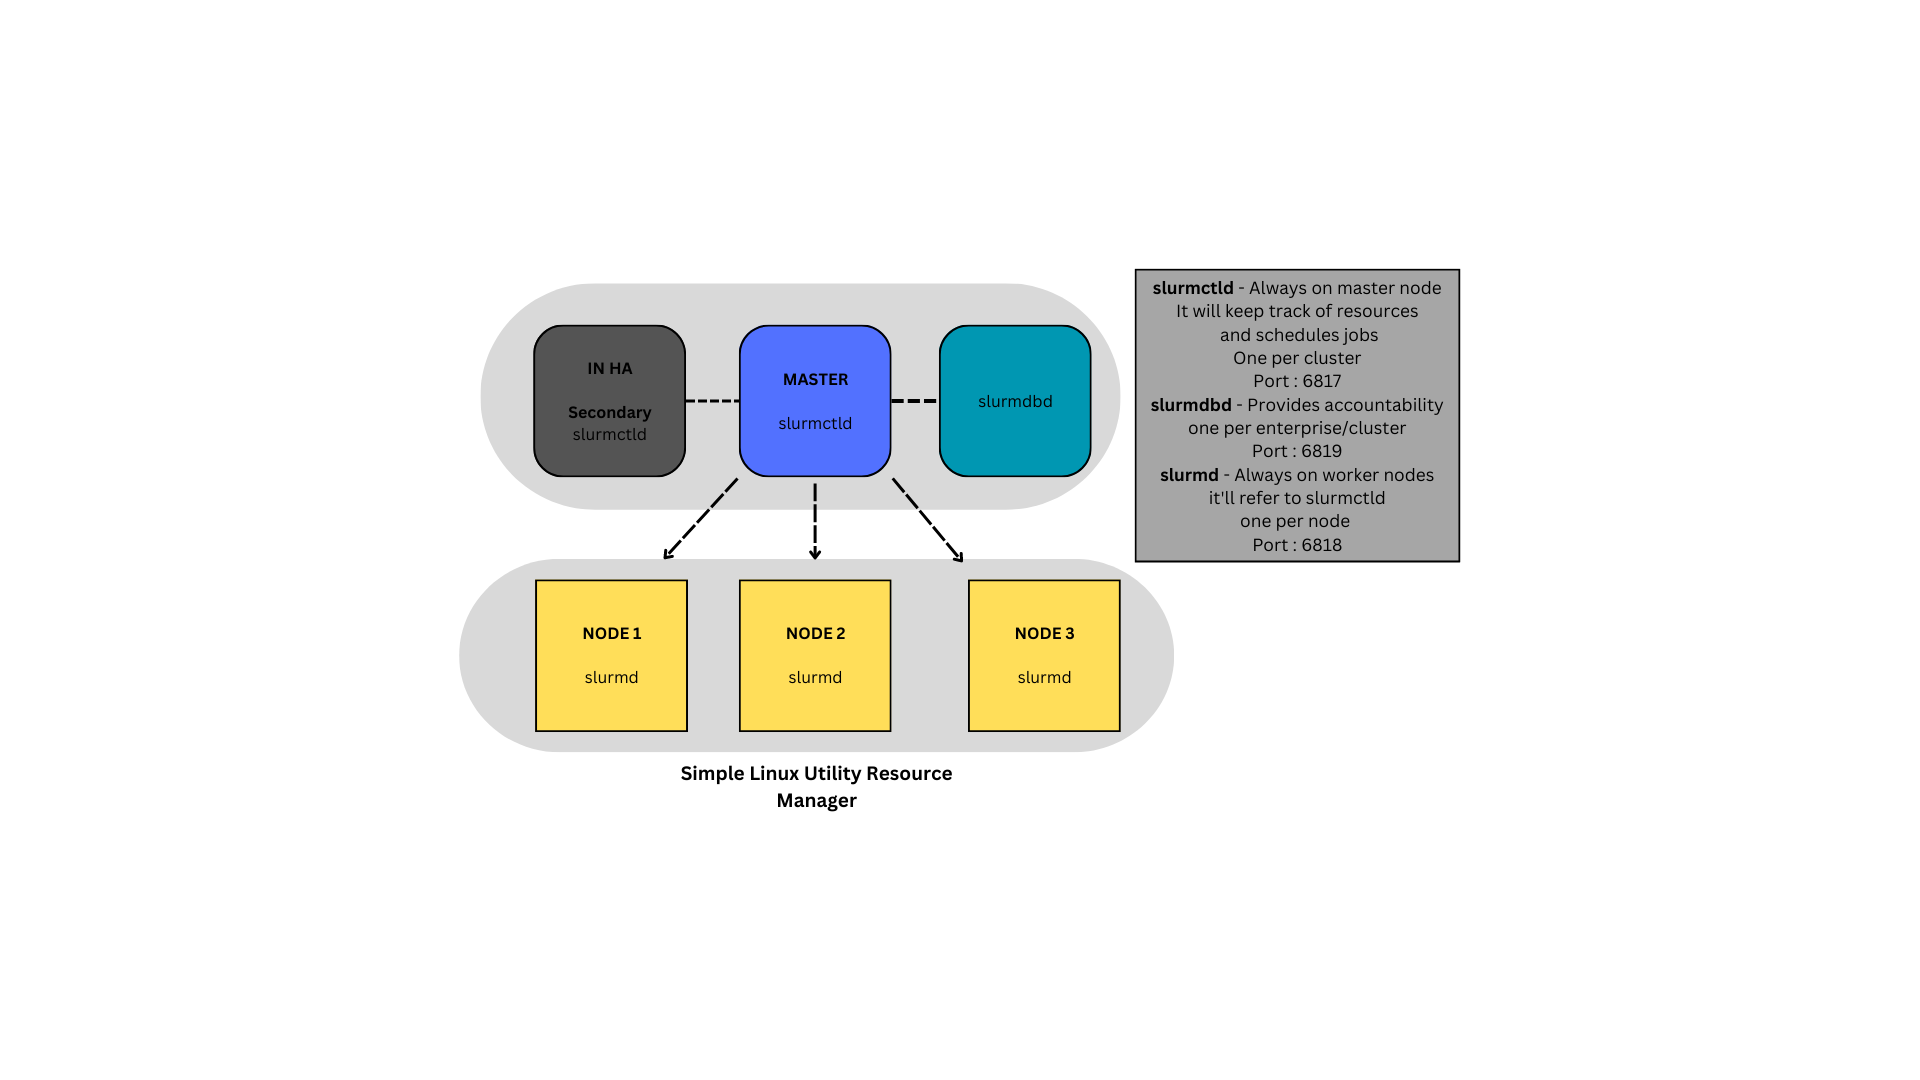 IN HA
Secondary
slurmctld
MASTER
slurmctld
slurmdbd
slurmctld - Always on master node
It will keep track of resources
and schedules jobs
One per cluster
Port : 6817
slurmdbd - Provides accountability
one per enterprise/cluster
Port : 6819
slurmd - Always on worker nodes
it'll refer to slurmctld
one per node
Port : 6818
NODE 1
slurmd
NODE 2
slurmd
NODE 3
slurmd
Simple Linux Utility Resource
Manager